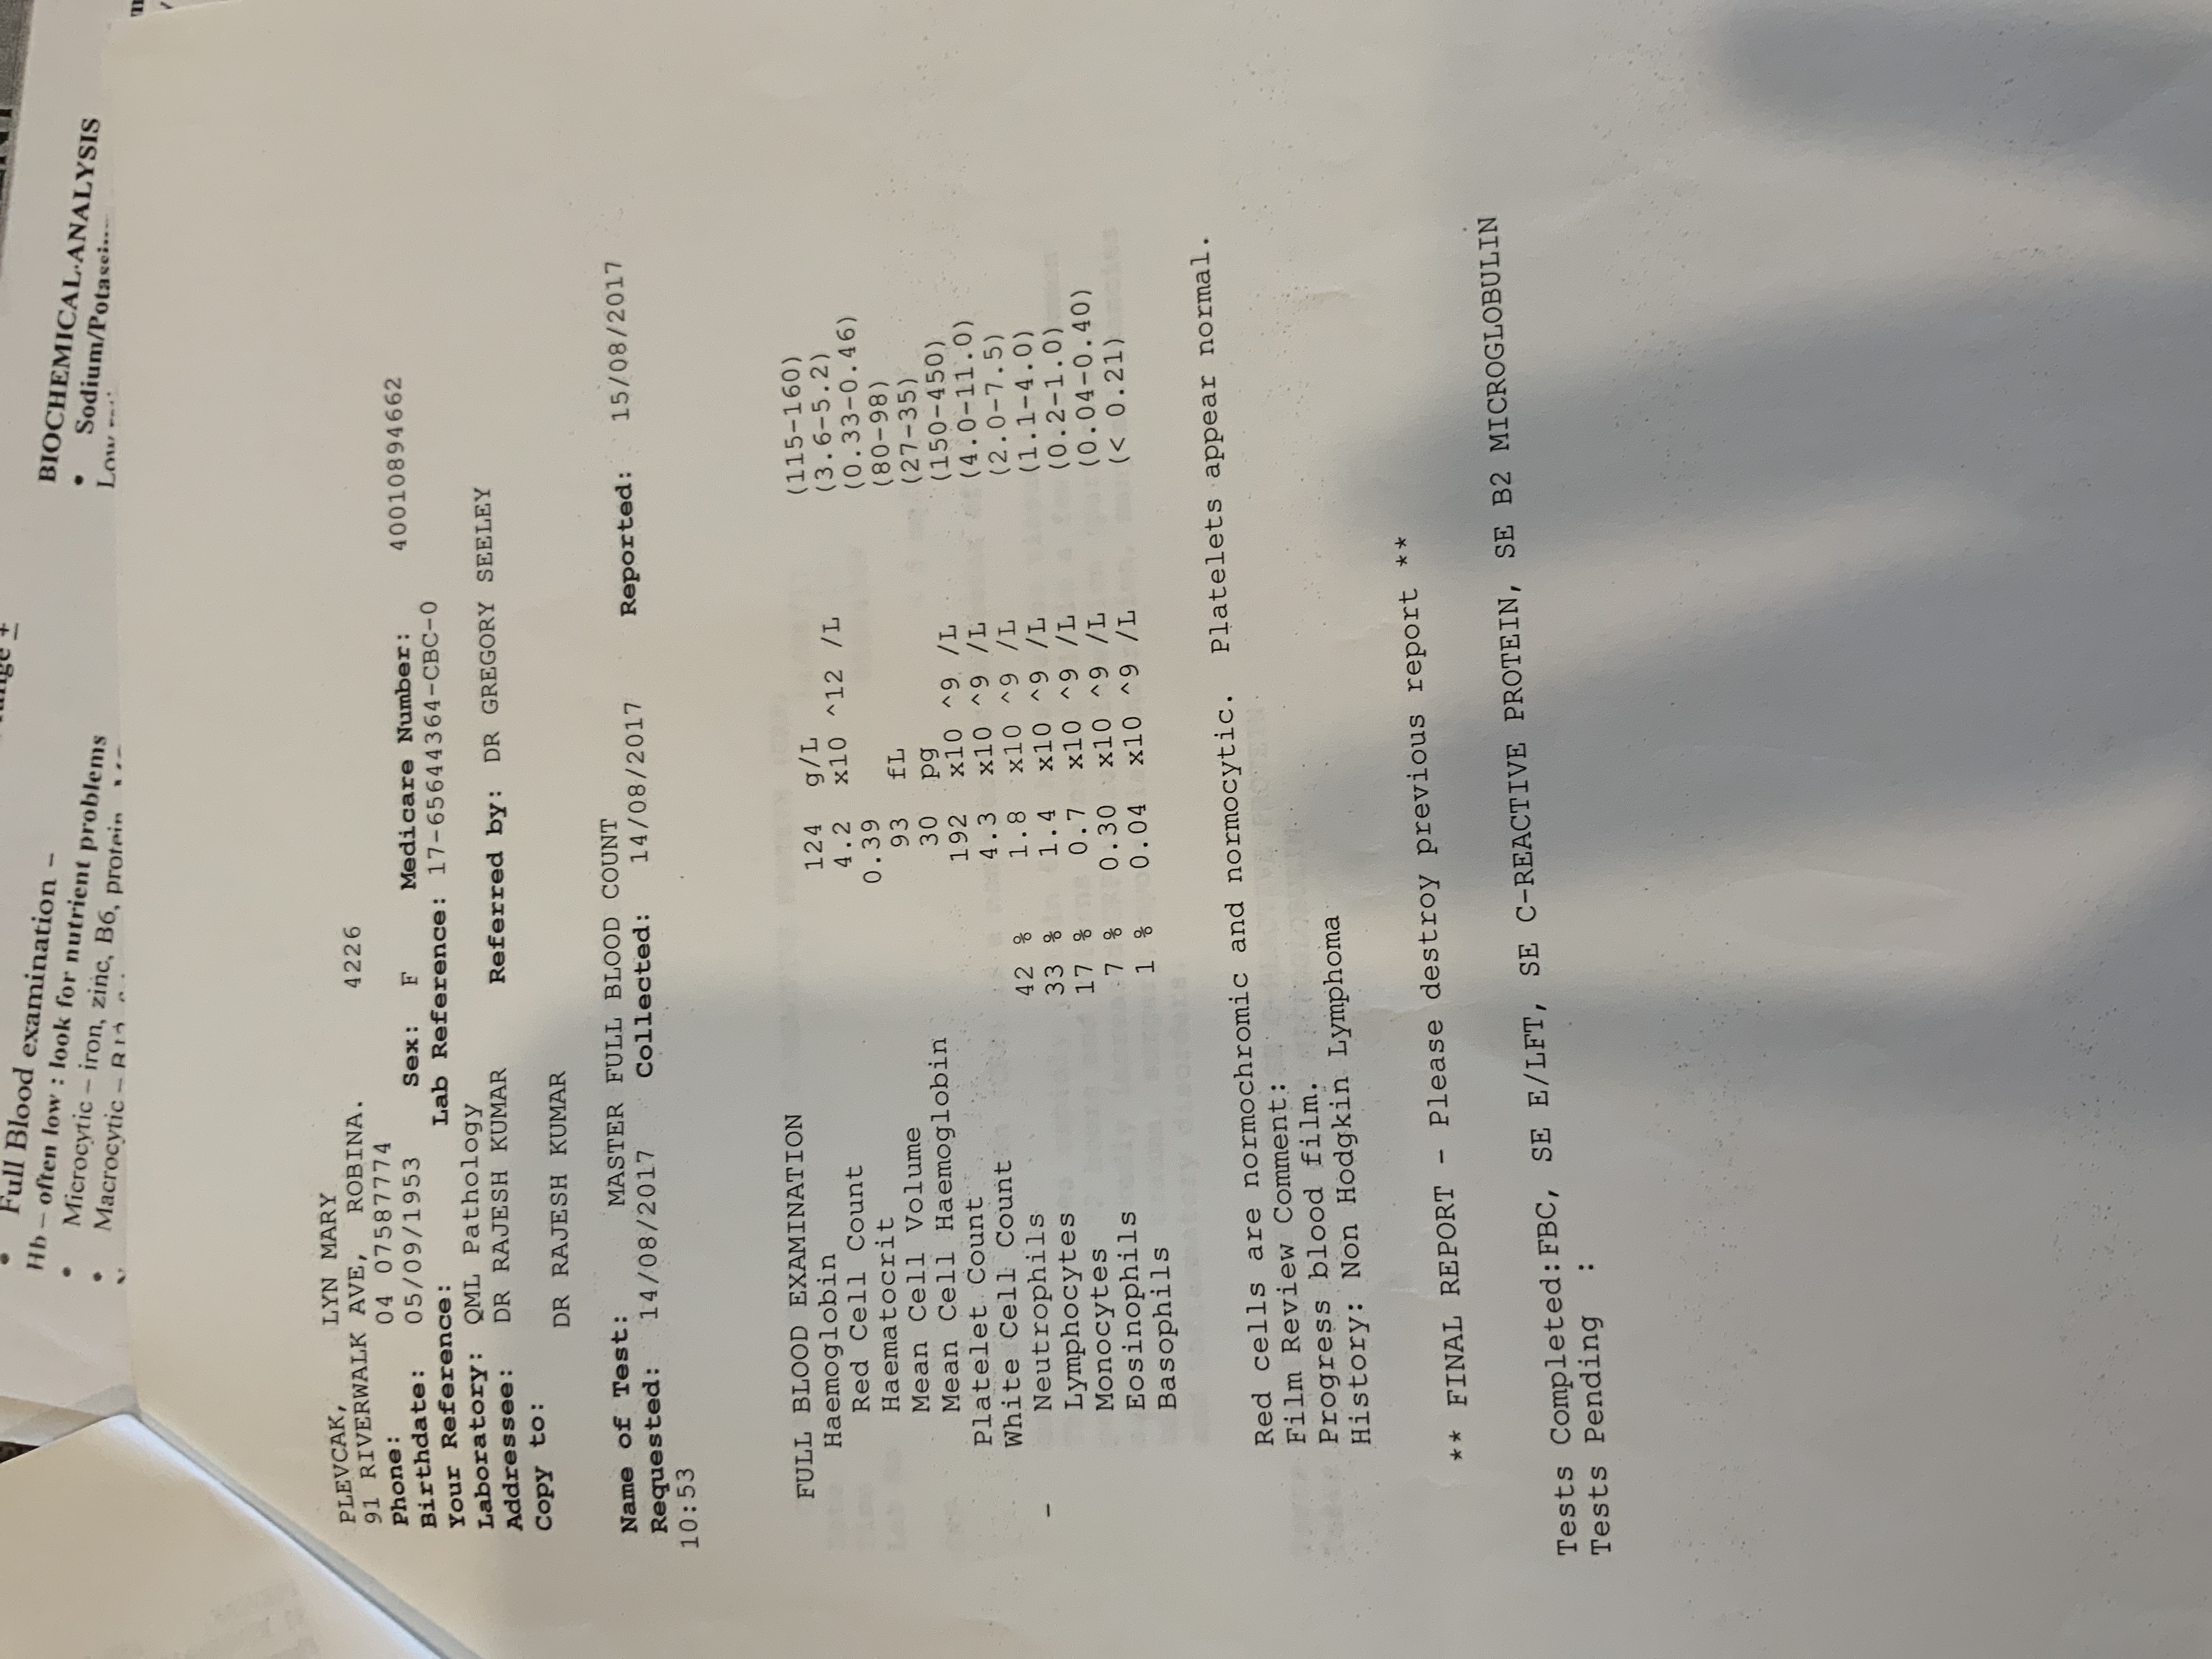 Full Blood examination –
Hb – often low : look for nutrient problems
Microcytic – iron, zinc, B6, protein
Macrocytic –
BIOCHEMICAL ANALYSIS
• Sodium/Potassi
Low
PLEVCAK, LYN MARY
91 RIVERWALK AVE, ROBINA. 4226
Phone: 04 07587774
Birthdate: 05/09/1953 Sex: F Medicare Number: 40010894662
Your Reference: Lab Reference: 17-65644364-CBC-0
Laboratory: QML Pathology
Addressee: DR RAJESH KUMAR Referred by: DR GREGORY SEELEY
Copy to:
DR RAJESH KUMAR
Name of Test: MASTER FULL BLOOD COUNT
Requested: 14/08/2017 Collected: 14/08/2017 Reported: 15/08/2017
10:53
FULL BLOOD EXAMINATION
Haemoglobin 124 g/L (115-160)
Red Cell Count 4.2 x10 ^12 /L (3.6-5.2)
Haematocrit 0.39 (0.33-0.46)
Mean Cell Volume 93 fL (80-98)
Mean Cell Haemoglobin 30 pg (27-35)
Platelet Count 192 x10 ^9 /L (150-450)
White Cell Count 4.3 x10 ^9 /L (4.0-11.0)
- Neutrophils 42 % 1.8 x10 ^9 /L (2.0-7.5)
Lymphocytes 33 % 1.4 x10 ^9 /L (1.1-4.0)
Monocytes 17 % 0.7 x10 ^9 /L (0.2-1.0)
Eosinophils 7 % 0.30 x10 ^9 /L (0.04-0.40)
Basophils 1 % 0.04 x10 ^9 /L (< 0.21)
Red cells are normochromic and normocytic. Platelets appear normal.
Film Review Comment:
Progress blood film.
History: Non Hodgkin Lymphoma
** FINAL REPORT - Please destroy previous report **
Tests Completed:FBC, SE E/LFT, SE C-REACTIVE PROTEIN, SE B2 MICROGLOBULIN
Tests Pending :